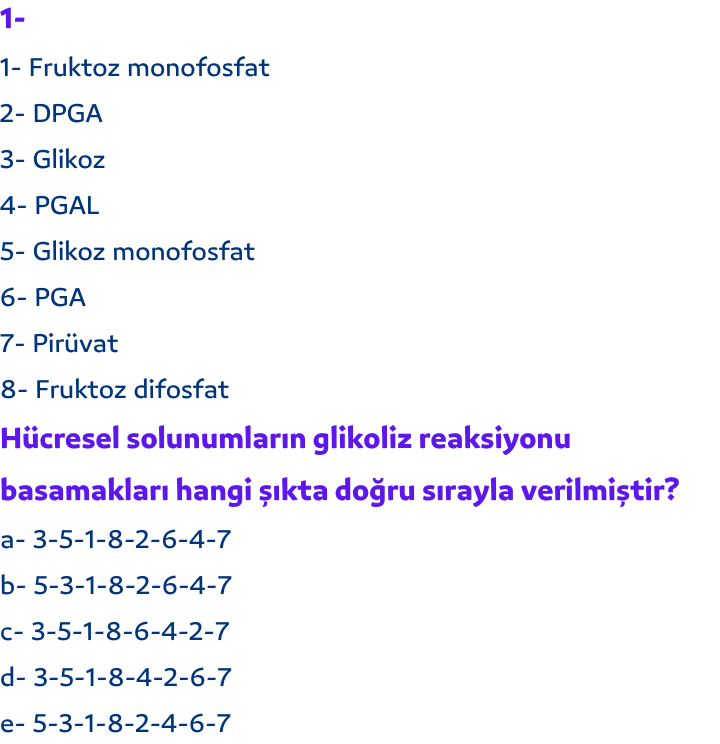 1-
1- Fruktoz monofosfat
2- DPGA
3- Glikoz
4- PGAL
5- Glikoz monofosfat
6- PGA
7- Pirüvat
8- Fruktoz difosfat
Hücresel solunumların glikoliz reaksiyonu
basamakları hangi şıkta doğru sırayla verilmiştir?
a- 3-5-1-8-2-6-4-7
b- 5-3-1-8-2-6-4-7
c- 3-5-1-8-6-4-2-7
d- 3-5-1-8-4-2-6-7
e- 5-3-1-8-2-4-6-7